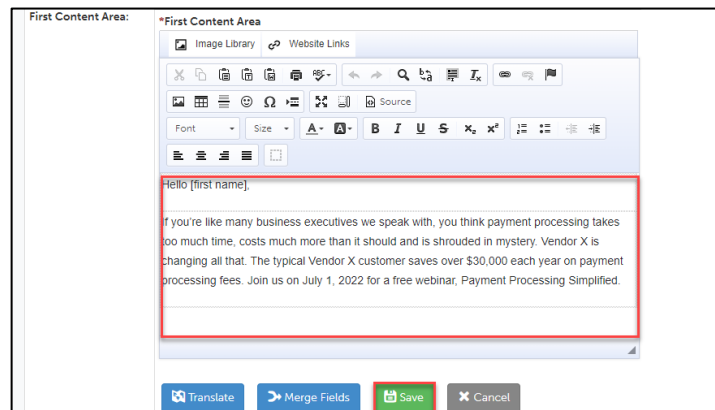 First Content Area:
*First Content Area
Image Library Website Links
Source
Font Size A A B I U S x₂ x²
Hello [first name],
If you're like many business executives we speak with, you think payment processing takes
too much time, costs much more than it should and is shrouded in mystery. Vendor X is
changing all that. The typical Vendor X customer saves over $30,000 each year on payment
processing fees. Join us on July 1, 2022 for a free webinar, Payment Processing Simplified.
Translate Merge Fields Save Cancel